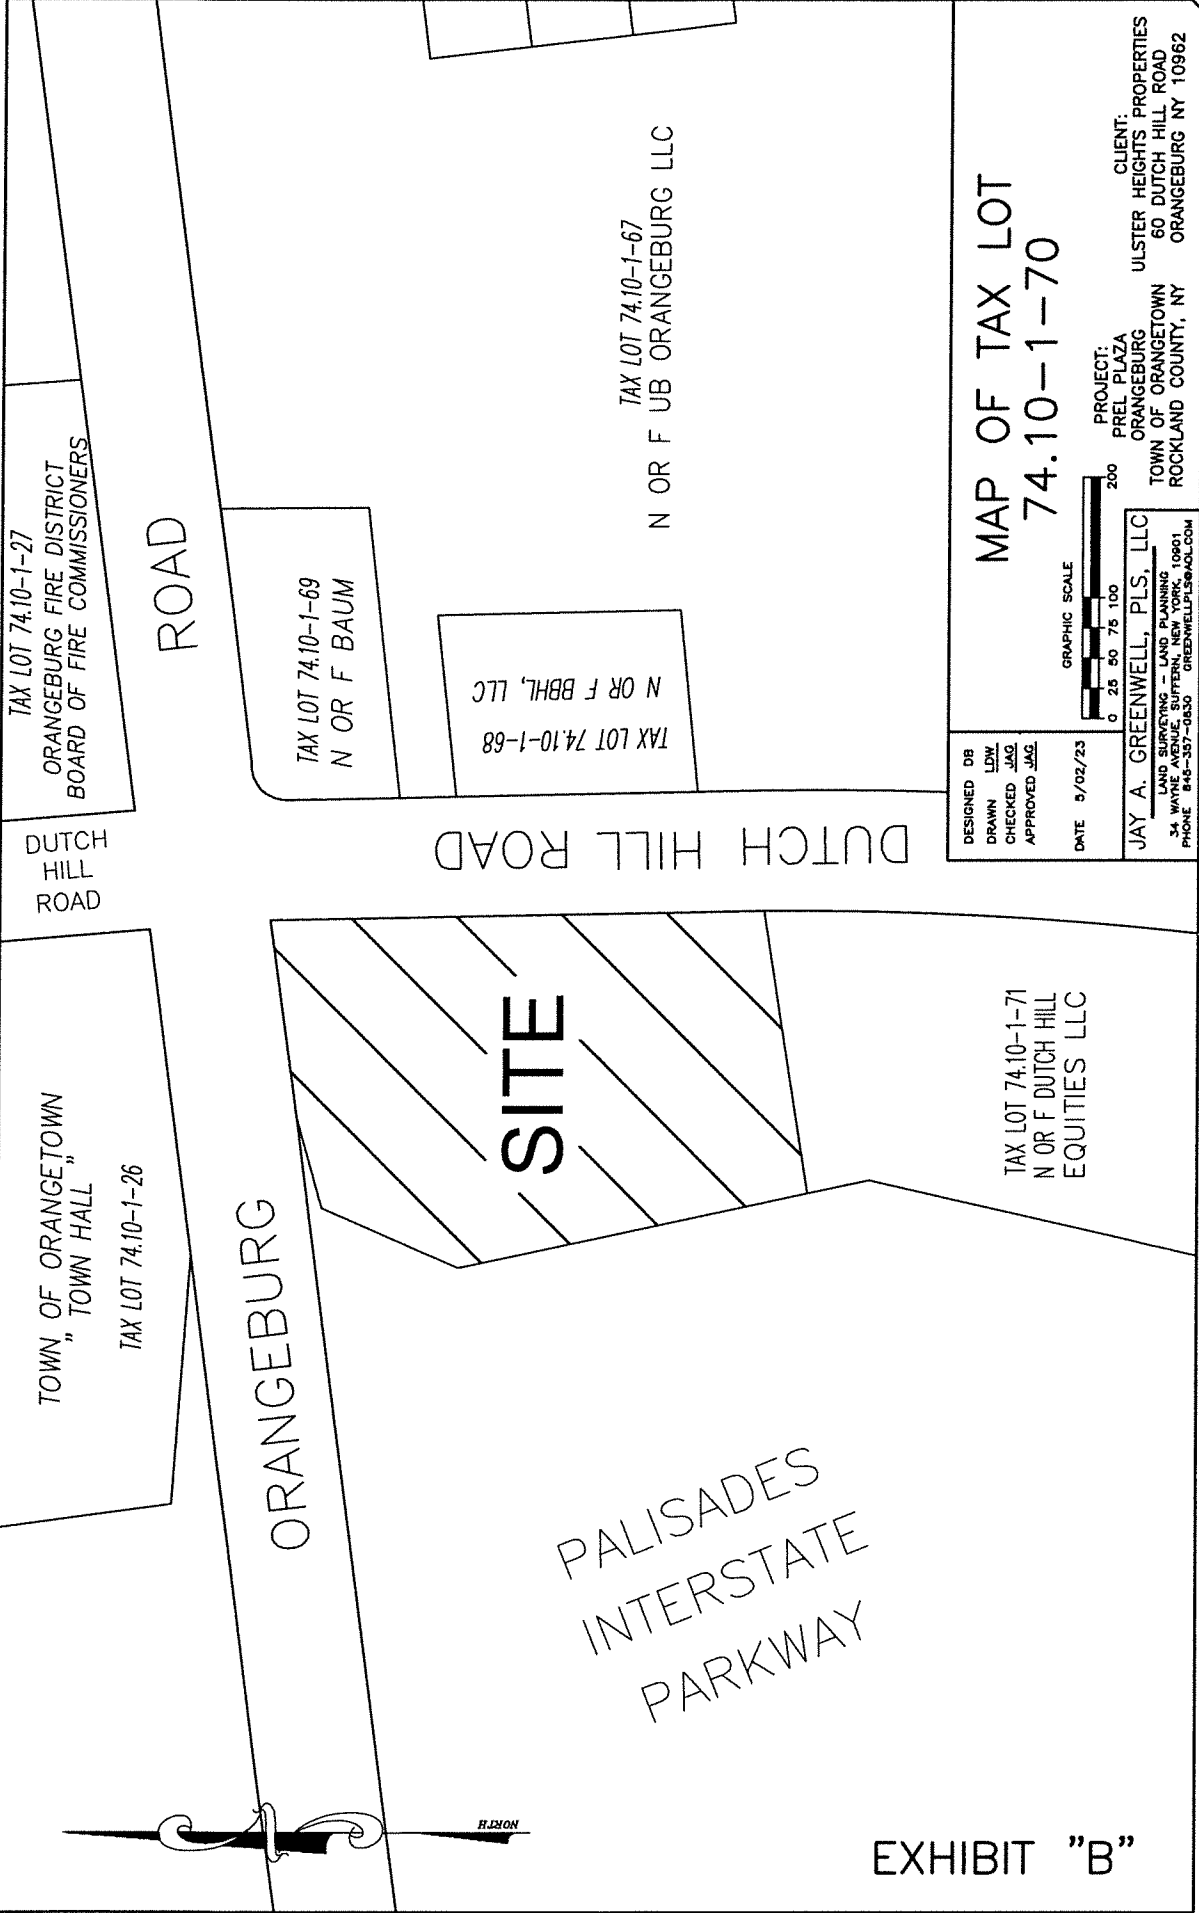 TAX LOT 74.10-1-27
ORANGEBURG FIRE DISTRICT
BOARD OF FIRE COMMISSIONERS
DUTCH
HILL
ROAD
TOWN OF ORANGETOWN
" TOWN HALL "
TAX LOT 74.10-1-26
ROAD
ORANGEBURG
TAX LOT 74.10-1-69
N OR F BAUM
TAX LOT 74.10-1-68
N OR F BBHL, LLC
TAX LOT 74.10-1-67
N OR F UB ORANGEBURG LLC
DUTCH HILL ROAD
SITE
TAX LOT 74.10-1-71
N OR F DUTCH HILL
EQUITIES LLC
PALISADES
INTERSTATE
PARKWAY
NORTH
EXHIBIT "B"
MAP OF TAX LOT
74.10-1-70
GRAPHIC SCALE
0 25 50 75 100 200
PROJECT:
PREL PLAZA
ORANGEBURG
TOWN OF ORANGETOWN
ROCKLAND COUNTY, NY
CLIENT:
ULSTER HEIGHTS PROPERTIES
60 DUTCH HILL ROAD
ORANGEBURG NY 10962
DESIGNED DB
DRAWN LDW
CHECKED JAG
APPROVED JAG
DATE 5/02/23
JAY A. GREENWELL, PLS, LLC
LAND SURVEYING - LAND PLANNING
34 WAYNE AVENUE, SUFFERN, NEW YORK, 10901
PHONE 845-357-0830 GREENWELLPLS@AOL.COM